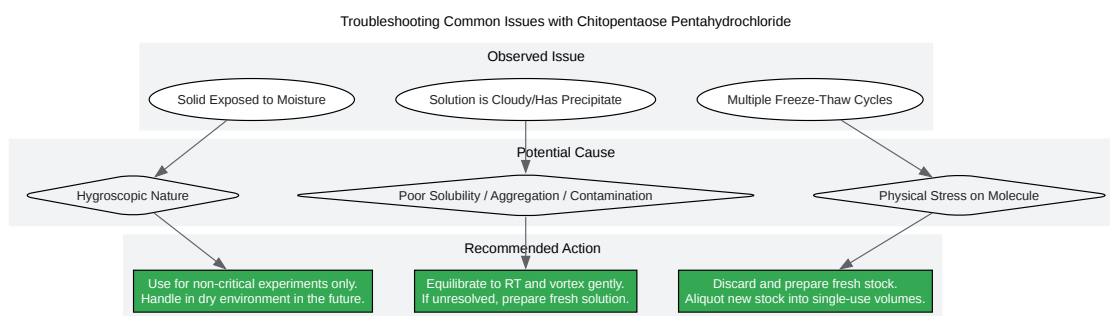 Troubleshooting Common Issues with Chitopentaose Pentahydrochloride
Observed Issue
Solid Exposed to Moisture
Solution is Cloudy/Has Precipitate
Multiple Freeze-Thaw Cycles
Potential Cause
Hygroscopic Nature
Poor Solubility / Aggregation / Contamination
Physical Stress on Molecule
Recommended Action
Use for non-critical experiments only.
Handle in dry environment in the future.
Equilibrate to RT and vortex gently.
If unresolved, prepare fresh solution.
Discard and prepare fresh stock.
Aliquot new stock into single-use volumes.